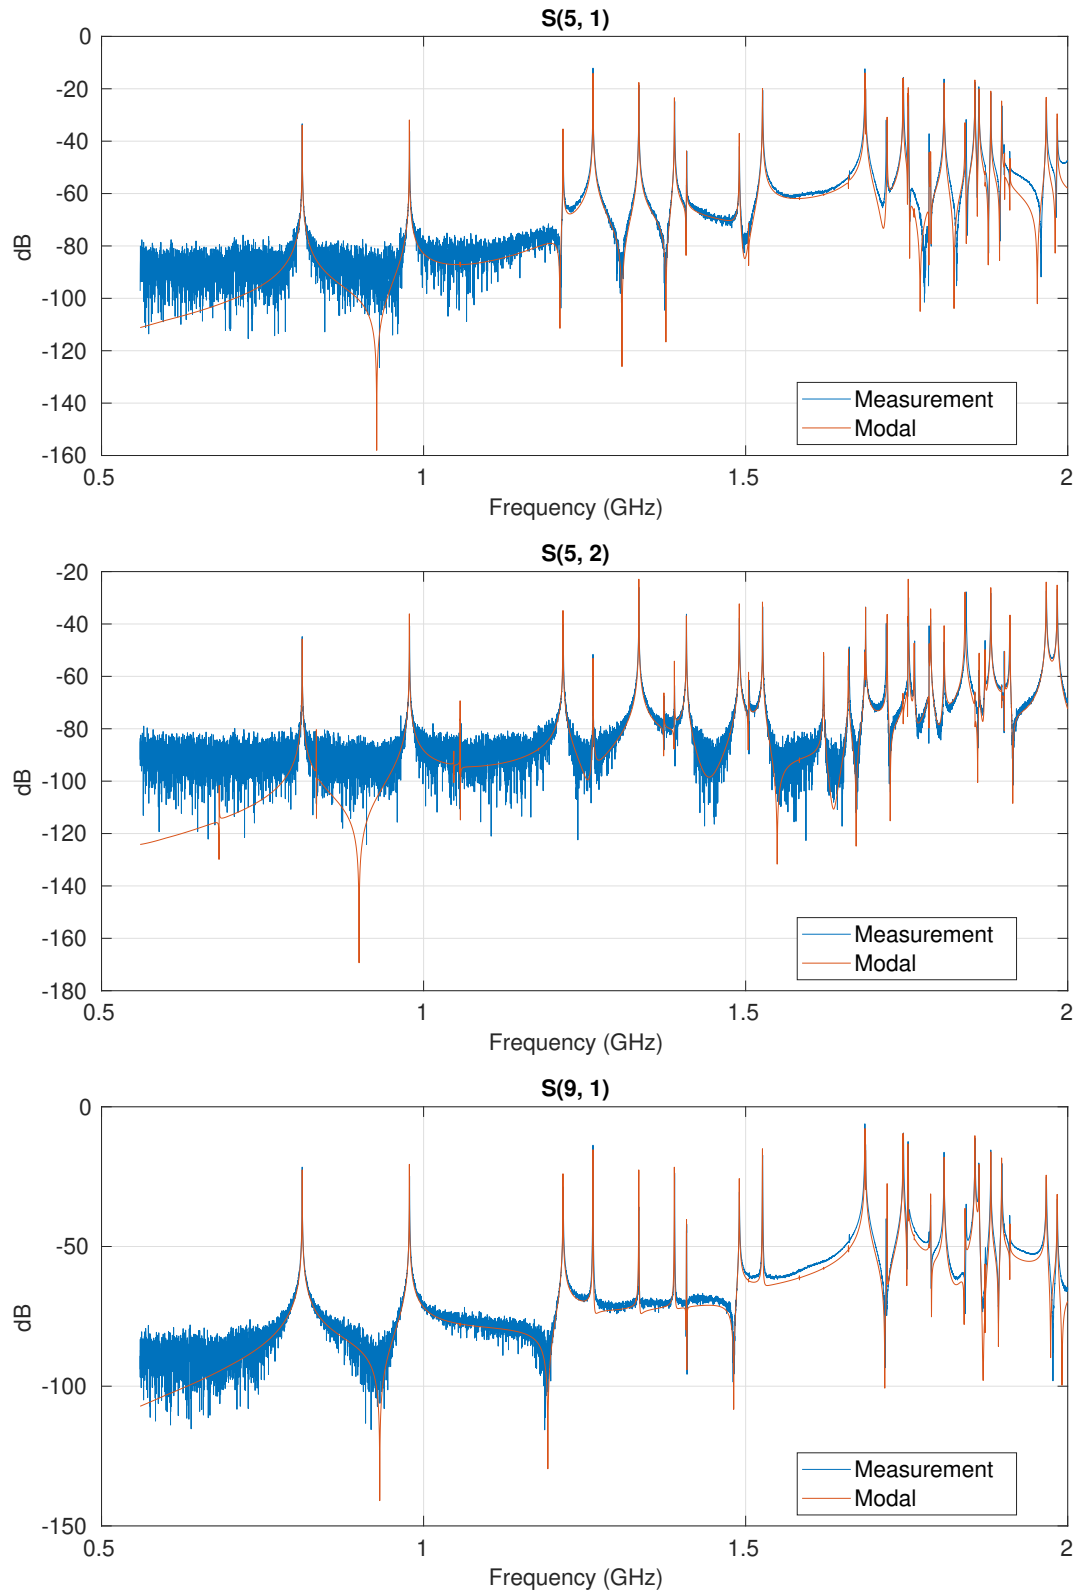 S(5, 1)
0
-20
-40
-60
-80
-100
-120
-140
-160
dB
0.5
1
1.5
2
Frequency (GHz)
Measurement
Modal
S(5, 2)
-20
-40
-60
-80
-100
-120
-140
-160
-180
dB
0.5
1
1.5
2
Frequency (GHz)
Measurement
Modal
S(9, 1)
0
-50
-100
-150
dB
0.5
1
1.5
2
Frequency (GHz)
Measurement
Modal